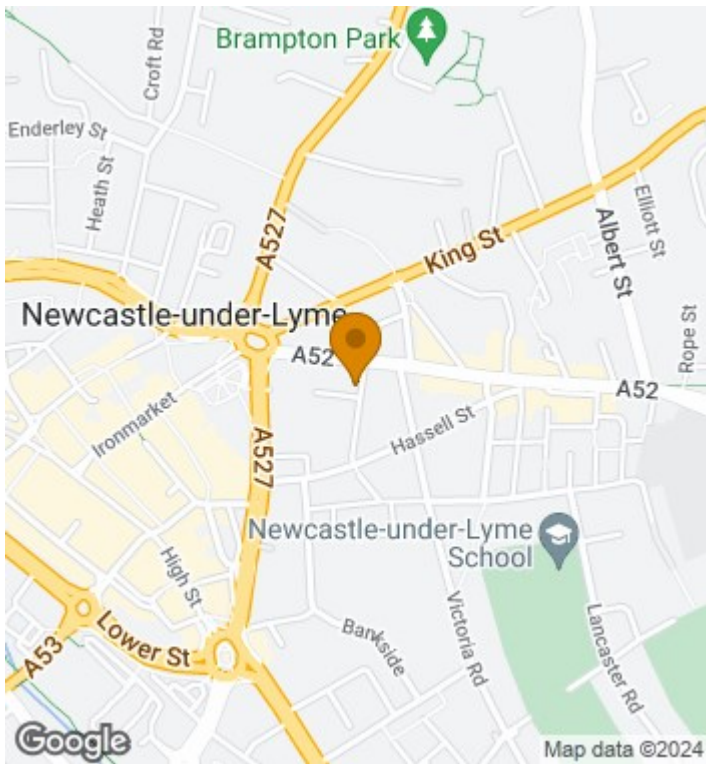 Brampton Park
Croft Rd
Enderley St
Heath St
A527
King St
Elliott St
Albert St
Newcastle-under-Lyme
Rope St
A52
A52
Ironmarket
A527
Hassell St
Newcastle-under-Lyme
School
High St
Lower St
A53
Bankside
Victoria Rd
Lancaster Rd
Google
Map data ©2024